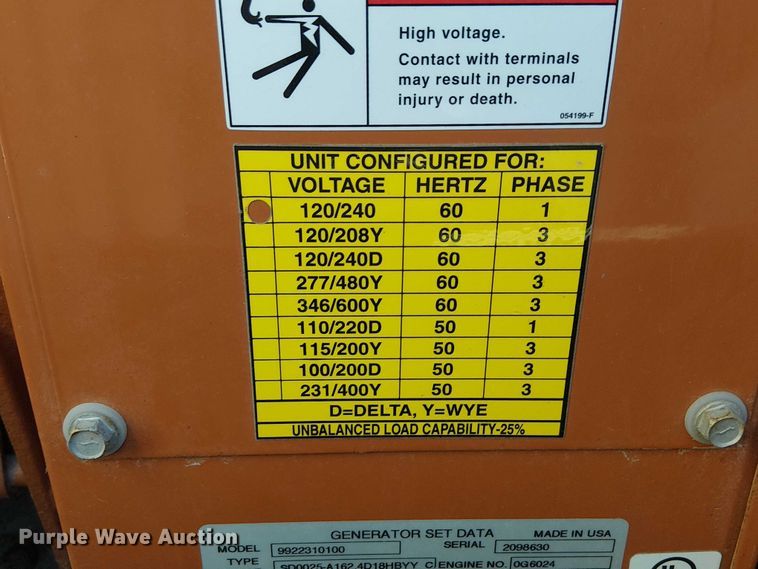 High voltage.
Contact with terminals
may result in personal
injury or death.
054199-F
UNIT CONFIGURED FOR:
VOLTAGE HERTZ PHASE
120/240 60 1
120/208Y 60 3
120/240D 60 3
277/480Y 60 3
346/600Y 60 3
110/220D 50 1
115/200Y 50 3
100/200D 50 3
231/400Y 50 3
D=DELTA, Y=WYE
UNBALANCED LOAD CAPABILITY-25%
GENERATOR SET DATA MADE IN USA
MODEL 9922310100 SERIAL 2098630
TYPE SD0025-A162.4D18HBYY C ENGINE NO. 0G6024
Purple Wave Auction